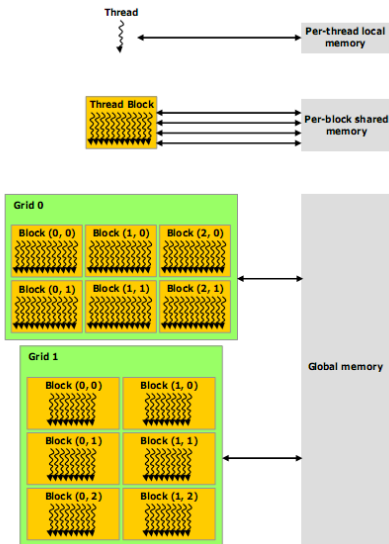 Thread
Per-thread local
memory
Thread Block
Per-block shared
memory
Grid 0
Block (0, 0) Block (1, 0) Block (2, 0)
Block (0, 1) Block (1, 1) Block (2, 1)
Grid 1
Block (0, 0) Block (1, 0)
Global memory
Block (0, 1) Block (1, 1)
Block (0, 2) Block (1, 2)